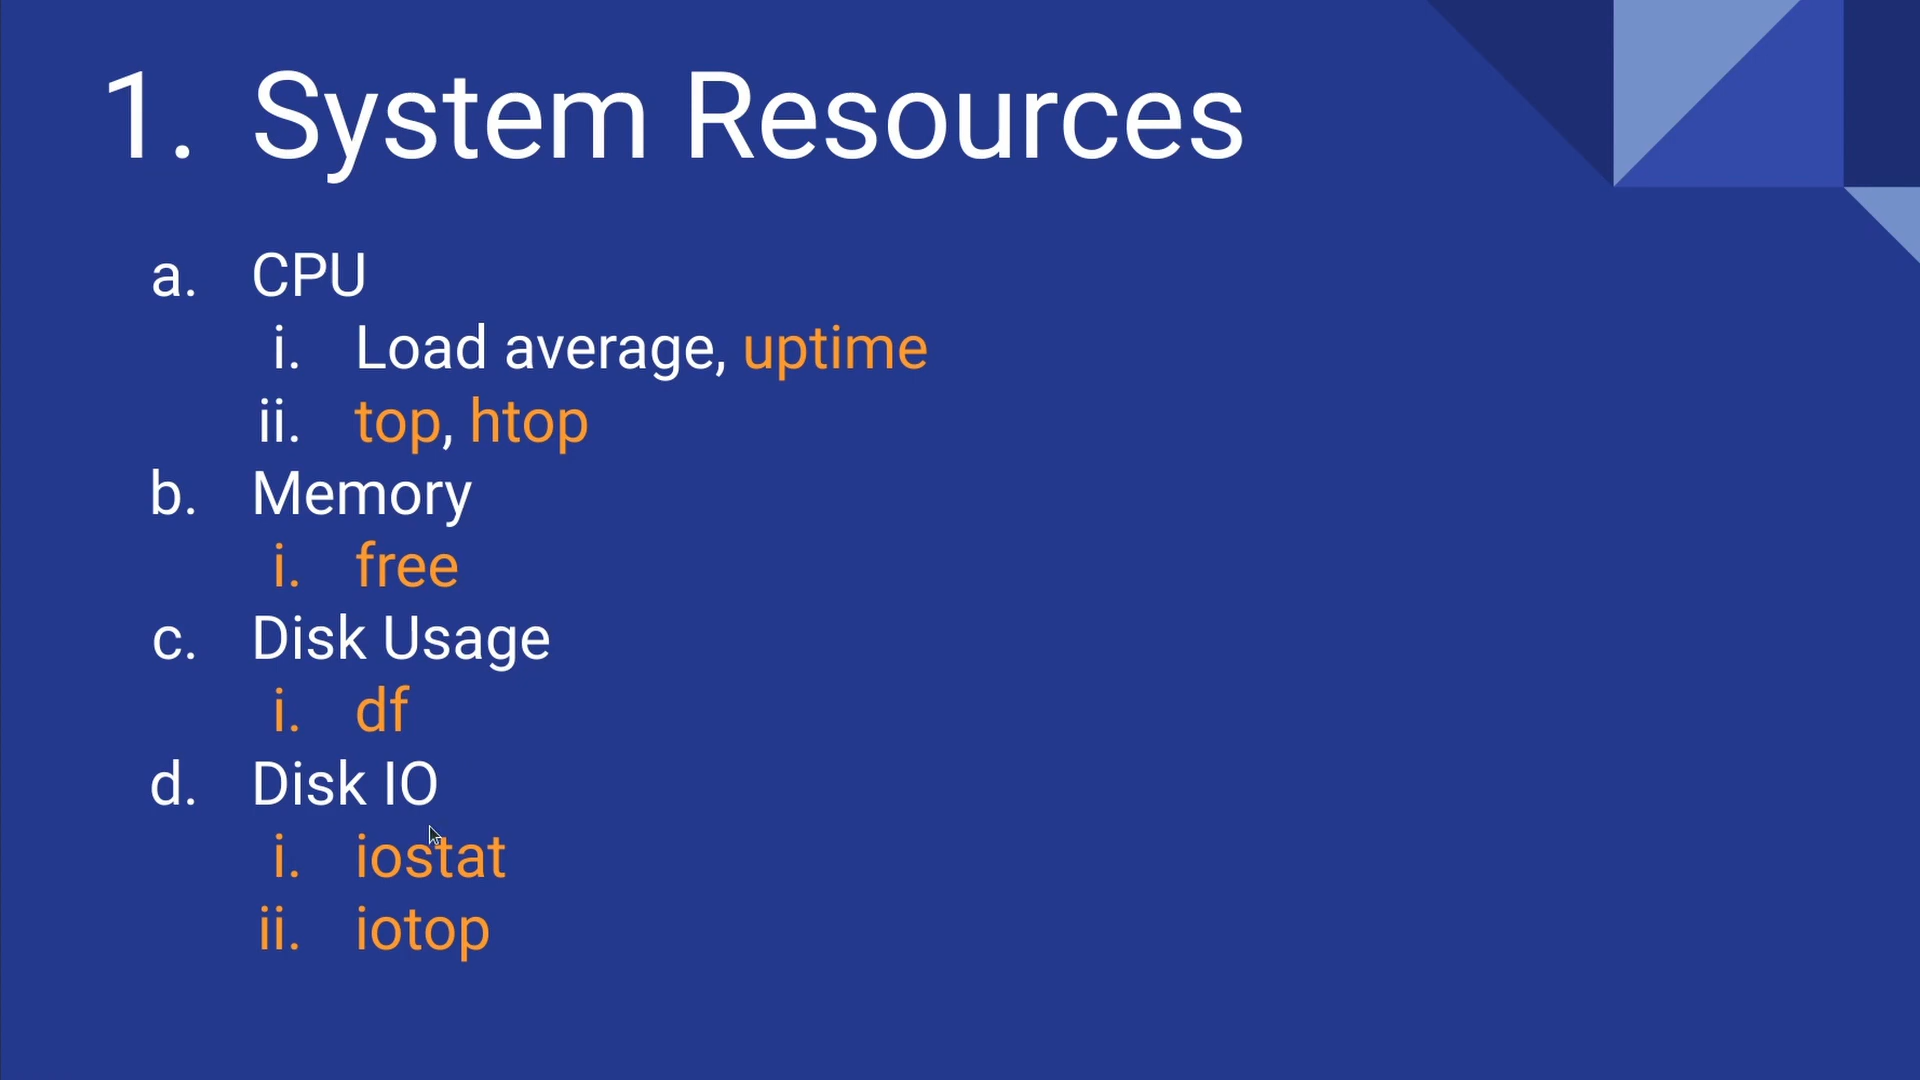 1. System Resources
a. CPU
i. Load average, uptime
ii. top, htop
b. Memory
i. free
c. Disk Usage
i. df
d. Disk IO
i. iostat
ii. iotop